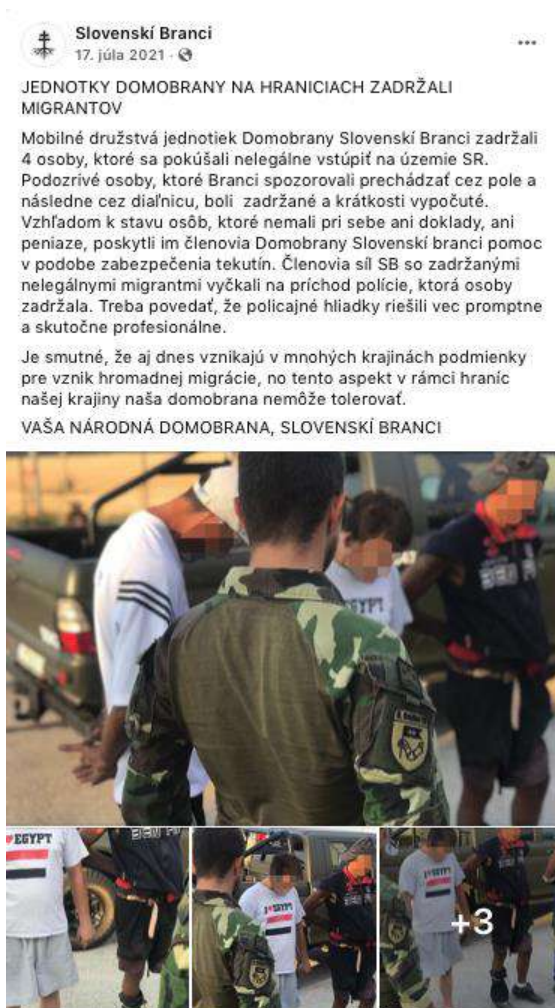 Slovenskí Branci
17. júla 2021 ·
JEDNOTKY DOMOBRANY NA HRANICIACH ZADRŽALI
MIGRANTOV
Mobilné družstvá jednotiek Domobrany Slovenskí Branci zadržali
4 osoby, ktoré sa pokúšali nelegálne vstúpiť na územie SR.
Podozrivé osoby, ktoré Branci spozorovali prechádzať cez pole a
následne cez diaľnicu, boli  zadržané a krátkosti vypočuté.
Vzhľadom k stavu osôb, ktoré nemali pri sebe ani doklady, ani
peniaze, poskytli im členovia Domobrany Slovenskí branci pomoc
v podobe zabezpečenia tekutín. Členovia síl SB so zadržanými
nelegálnymi migrantmi vyčkali na príchod polície, ktorá osoby
zadržala. Treba povedať, že policajné hliadky riešili vec promptne
a skutočne profesionálne.
Je smutné, že aj dnes vznikajú v mnohých krajinách podmienky
pre vznik hromadnej migrácie, no tento aspekt v rámci hraníc
našej krajiny naša domobrana nemôže tolerovať.
VAŠA NÁRODNÁ DOMOBRANA, SLOVENSKÍ BRANCI
EGYPT
EGYPT
EGYPT
+3